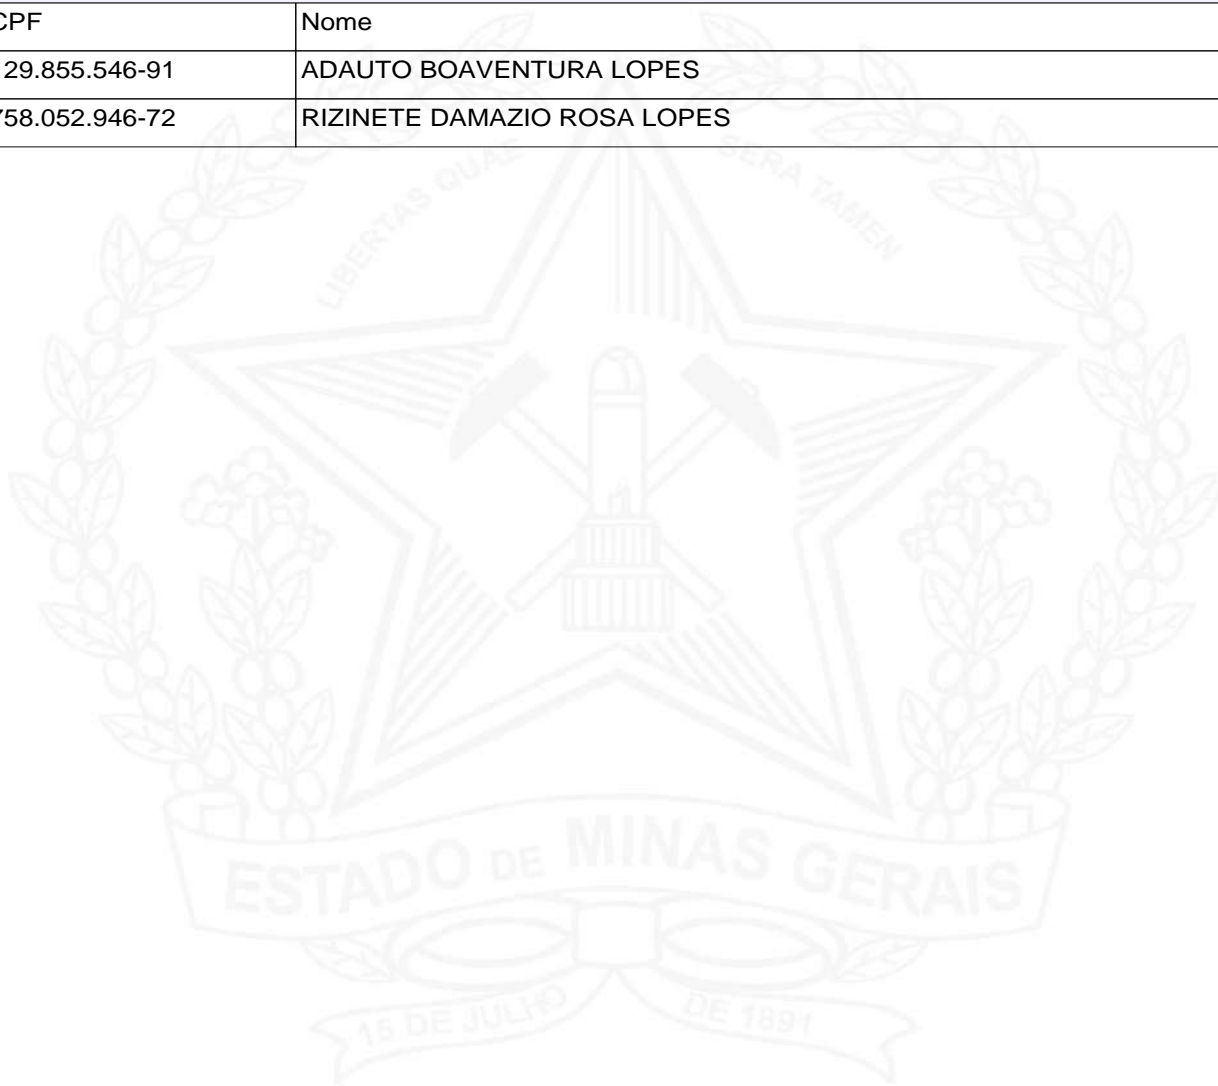 CPF Nome
29.855.546-91 ADAUTO BOAVENTURA LOPES
758.052.946-72 RIZINETE DAMAZIO ROSA LOPES
LIBERTAS QUAE SERA TAMEN
ESTADO DE MINAS GERAIS
15 DE JULHO DE 1891